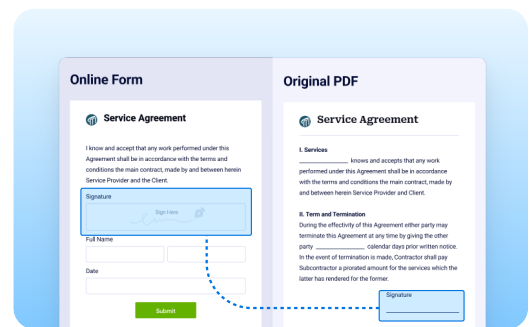 Online Form
Service Agreement
I know and accept that any work performed under this
Agreement shall be in accordance with the terms and
conditions the main contract, made by and between herein
Service Provider and the Client.
Signature
Sign Here
Full Name
Date
Submit
Original PDF
Service Agreement
I. Services
____________ knows and accepts that any work
performed under this Agreement shall be in accordance
with the terms and conditions the main contract, made by
and between herein Service Provider and Client.
II. Term and Termination
During the effectivity of this Agreement either party may
terminate this Agreement at any time by giving the other
party ____________ calendar days prior written notice.
In the event of termination is made, Contractor shall pay
Subcontractor a prorated amount for the services which the
latter has rendered for the former.
Signature